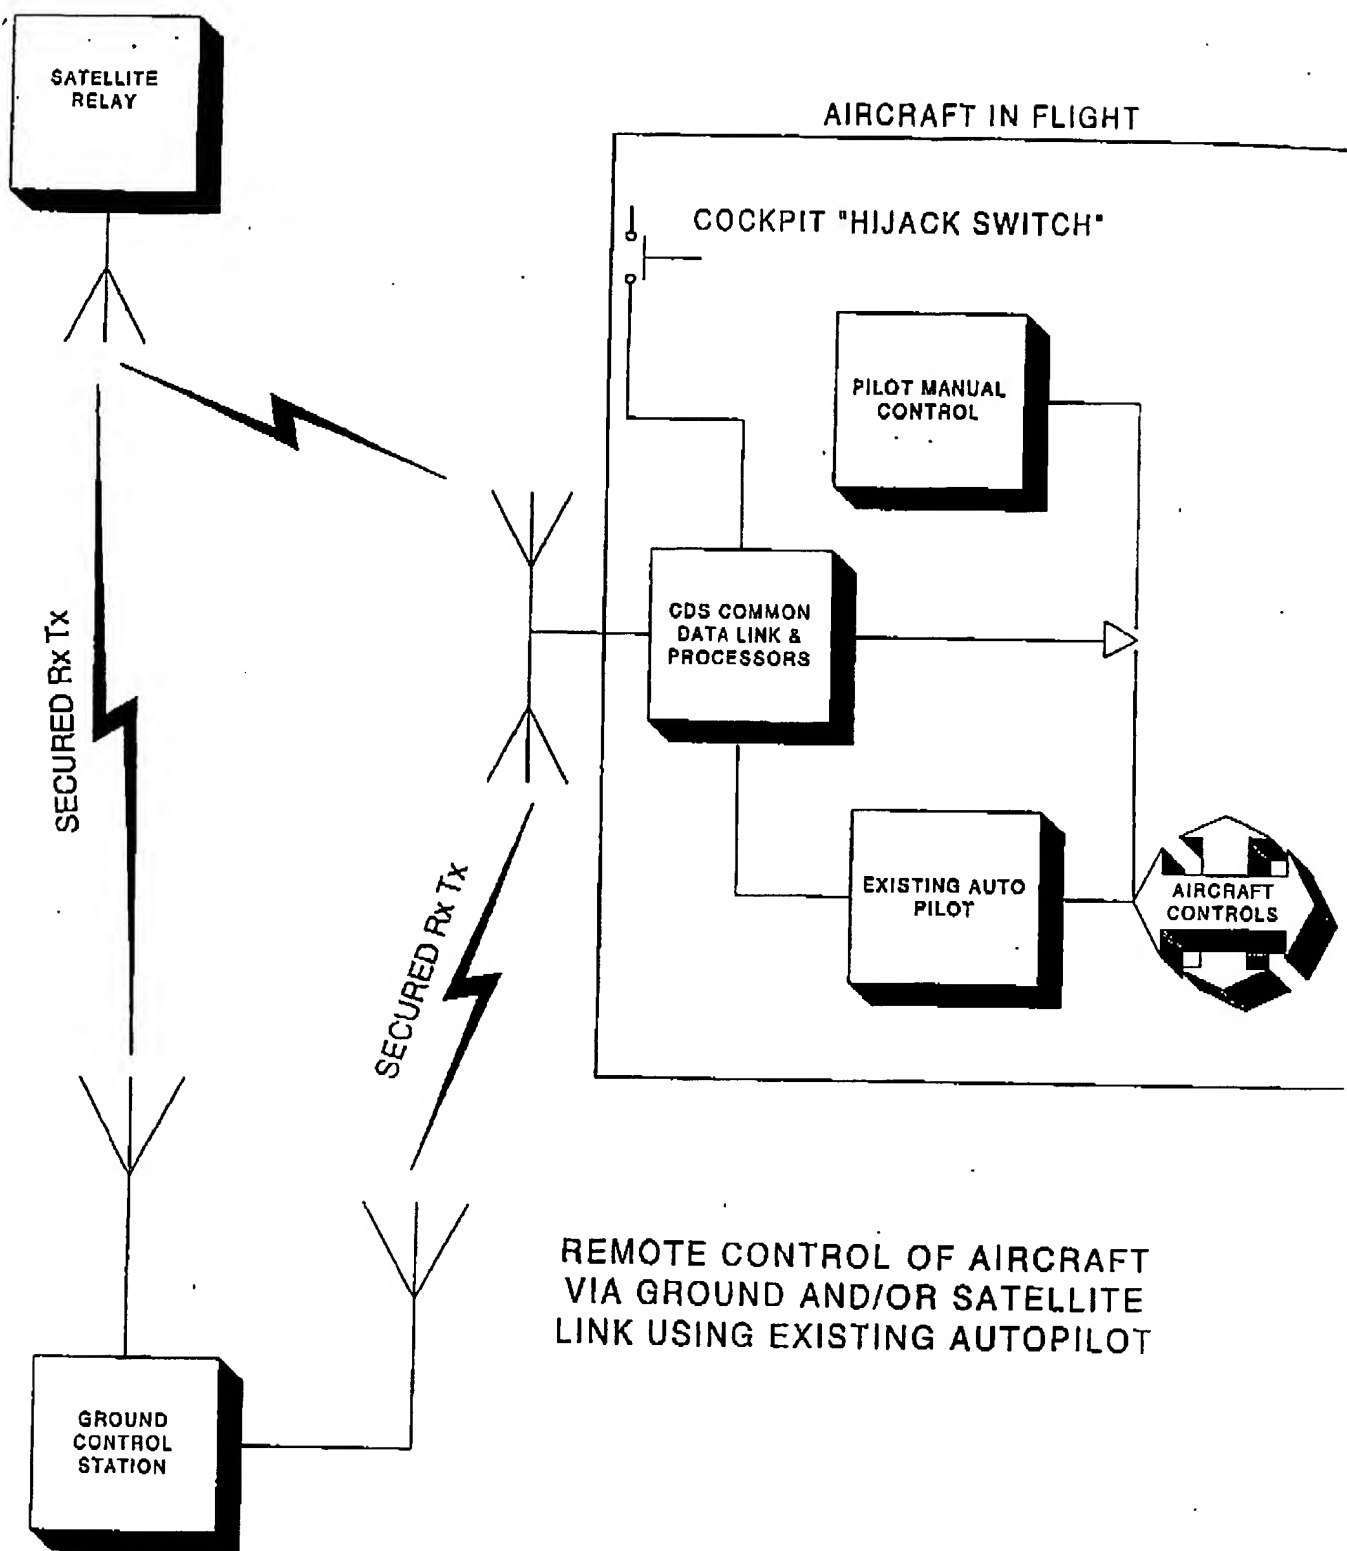 SATELLITE
RELAY
AIRCRAFT IN FLIGHT
COCKPIT "HIJACK SWITCH"
PILOT MANUAL
CONTROL
CDS COMMON
DATA LINK &
PROCESSORS
SECURED Rx Tx
SECURED Rx Tx
EXISTING AUTO
PILOT
AIRCRAFT
CONTROLS
REMOTE CONTROL OF AIRCRAFT
VIA GROUND AND/OR SATELLITE
LINK USING EXISTING AUTOPILOT
GROUND
CONTROL
STATION